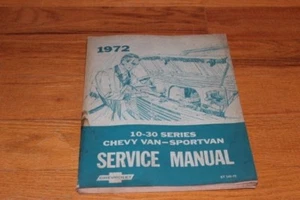 1972
10-30 SERIES
CHEVY VAN-SPORTVAN
SERVICE MANUAL